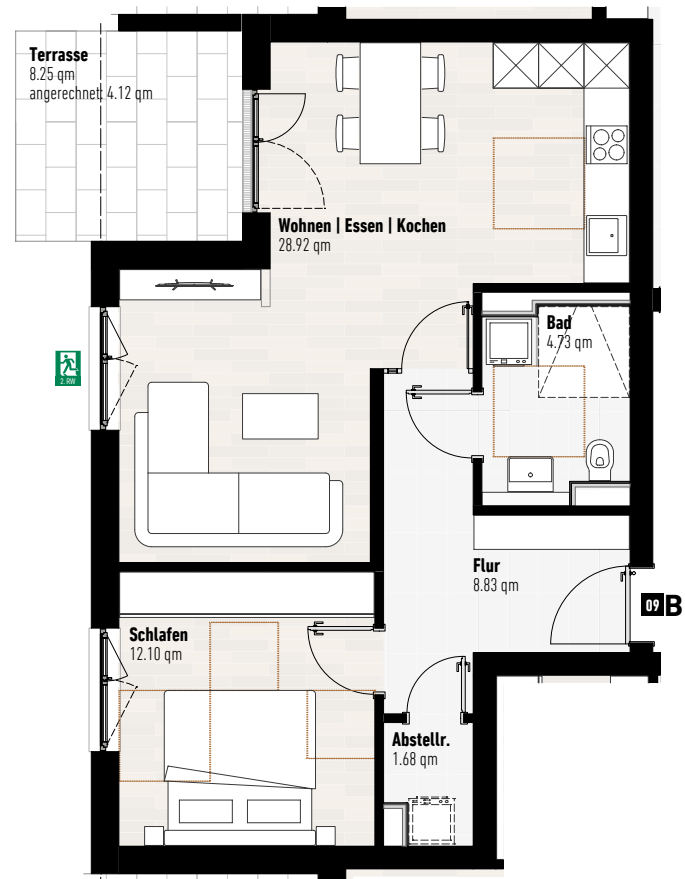 Terrasse
8.25 qm
angerechnet: 4.12 qm
Wohnen | Essen | Kochen
28.92 qm
Bad
4.73 qm
2. RW
Flur
8.83 qm
09 B
Schlafen
12.10 qm
Abstellr.
1.68 qm